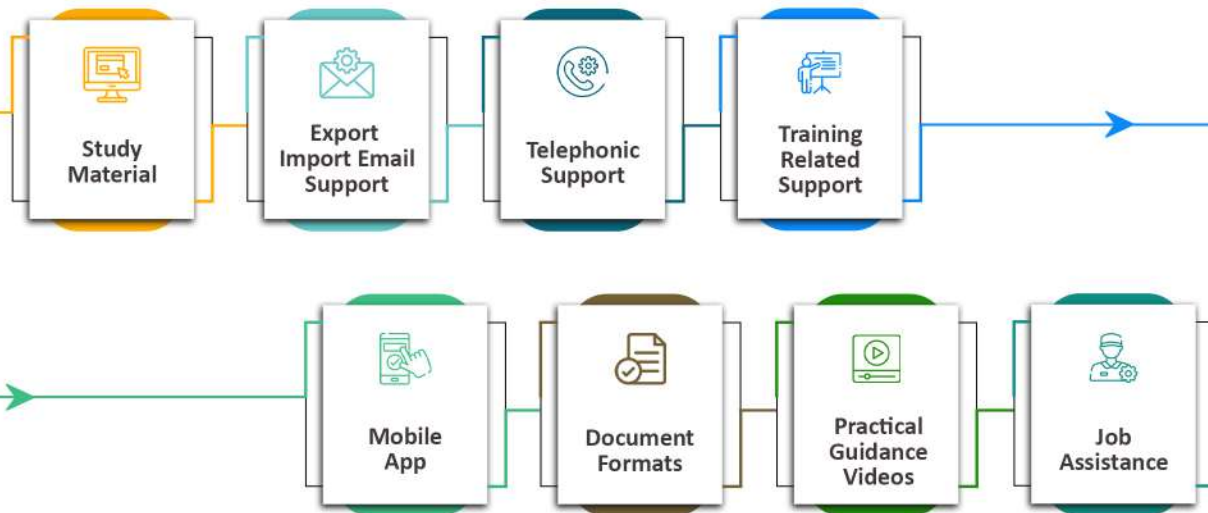 Study
Material
Export
Import Email
Support
Telephonic
Support
Training
Related
Support
Mobile
App
Document
Formats
Practical
Guidance
Videos
Job
Assistance